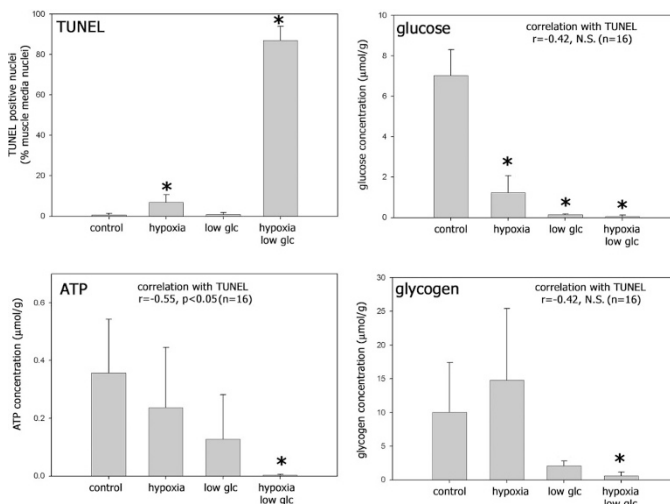 TUNEL
TUNEL positive nuclei
(% muscle media nuclei)
100
80
60
40
20
0
*
*
control
hypoxia
low glc
hypoxia
low glc
glucose
correlation with TUNEL
r=-0.42, N.S. (n=16)
glucose concentration (µmol/g)
10
8
6
4
2
0
*
*
*
control
hypoxia
low glc
hypoxia
low glc
ATP
correlation with TUNEL
r=-0.55, p<0.05(n=16)
ATP concentration (µmol/g)
0.6
0.4
0.2
0.0
*
control
hypoxia
low glc
hypoxia
low glc
glycogen
correlation with TUNEL
r=-0.42, N.S. (n=16)
glycogen concentration (µmol/g)
30
25
20
15
10
5
0
*
control
hypoxia
low glc
hypoxia
low glc